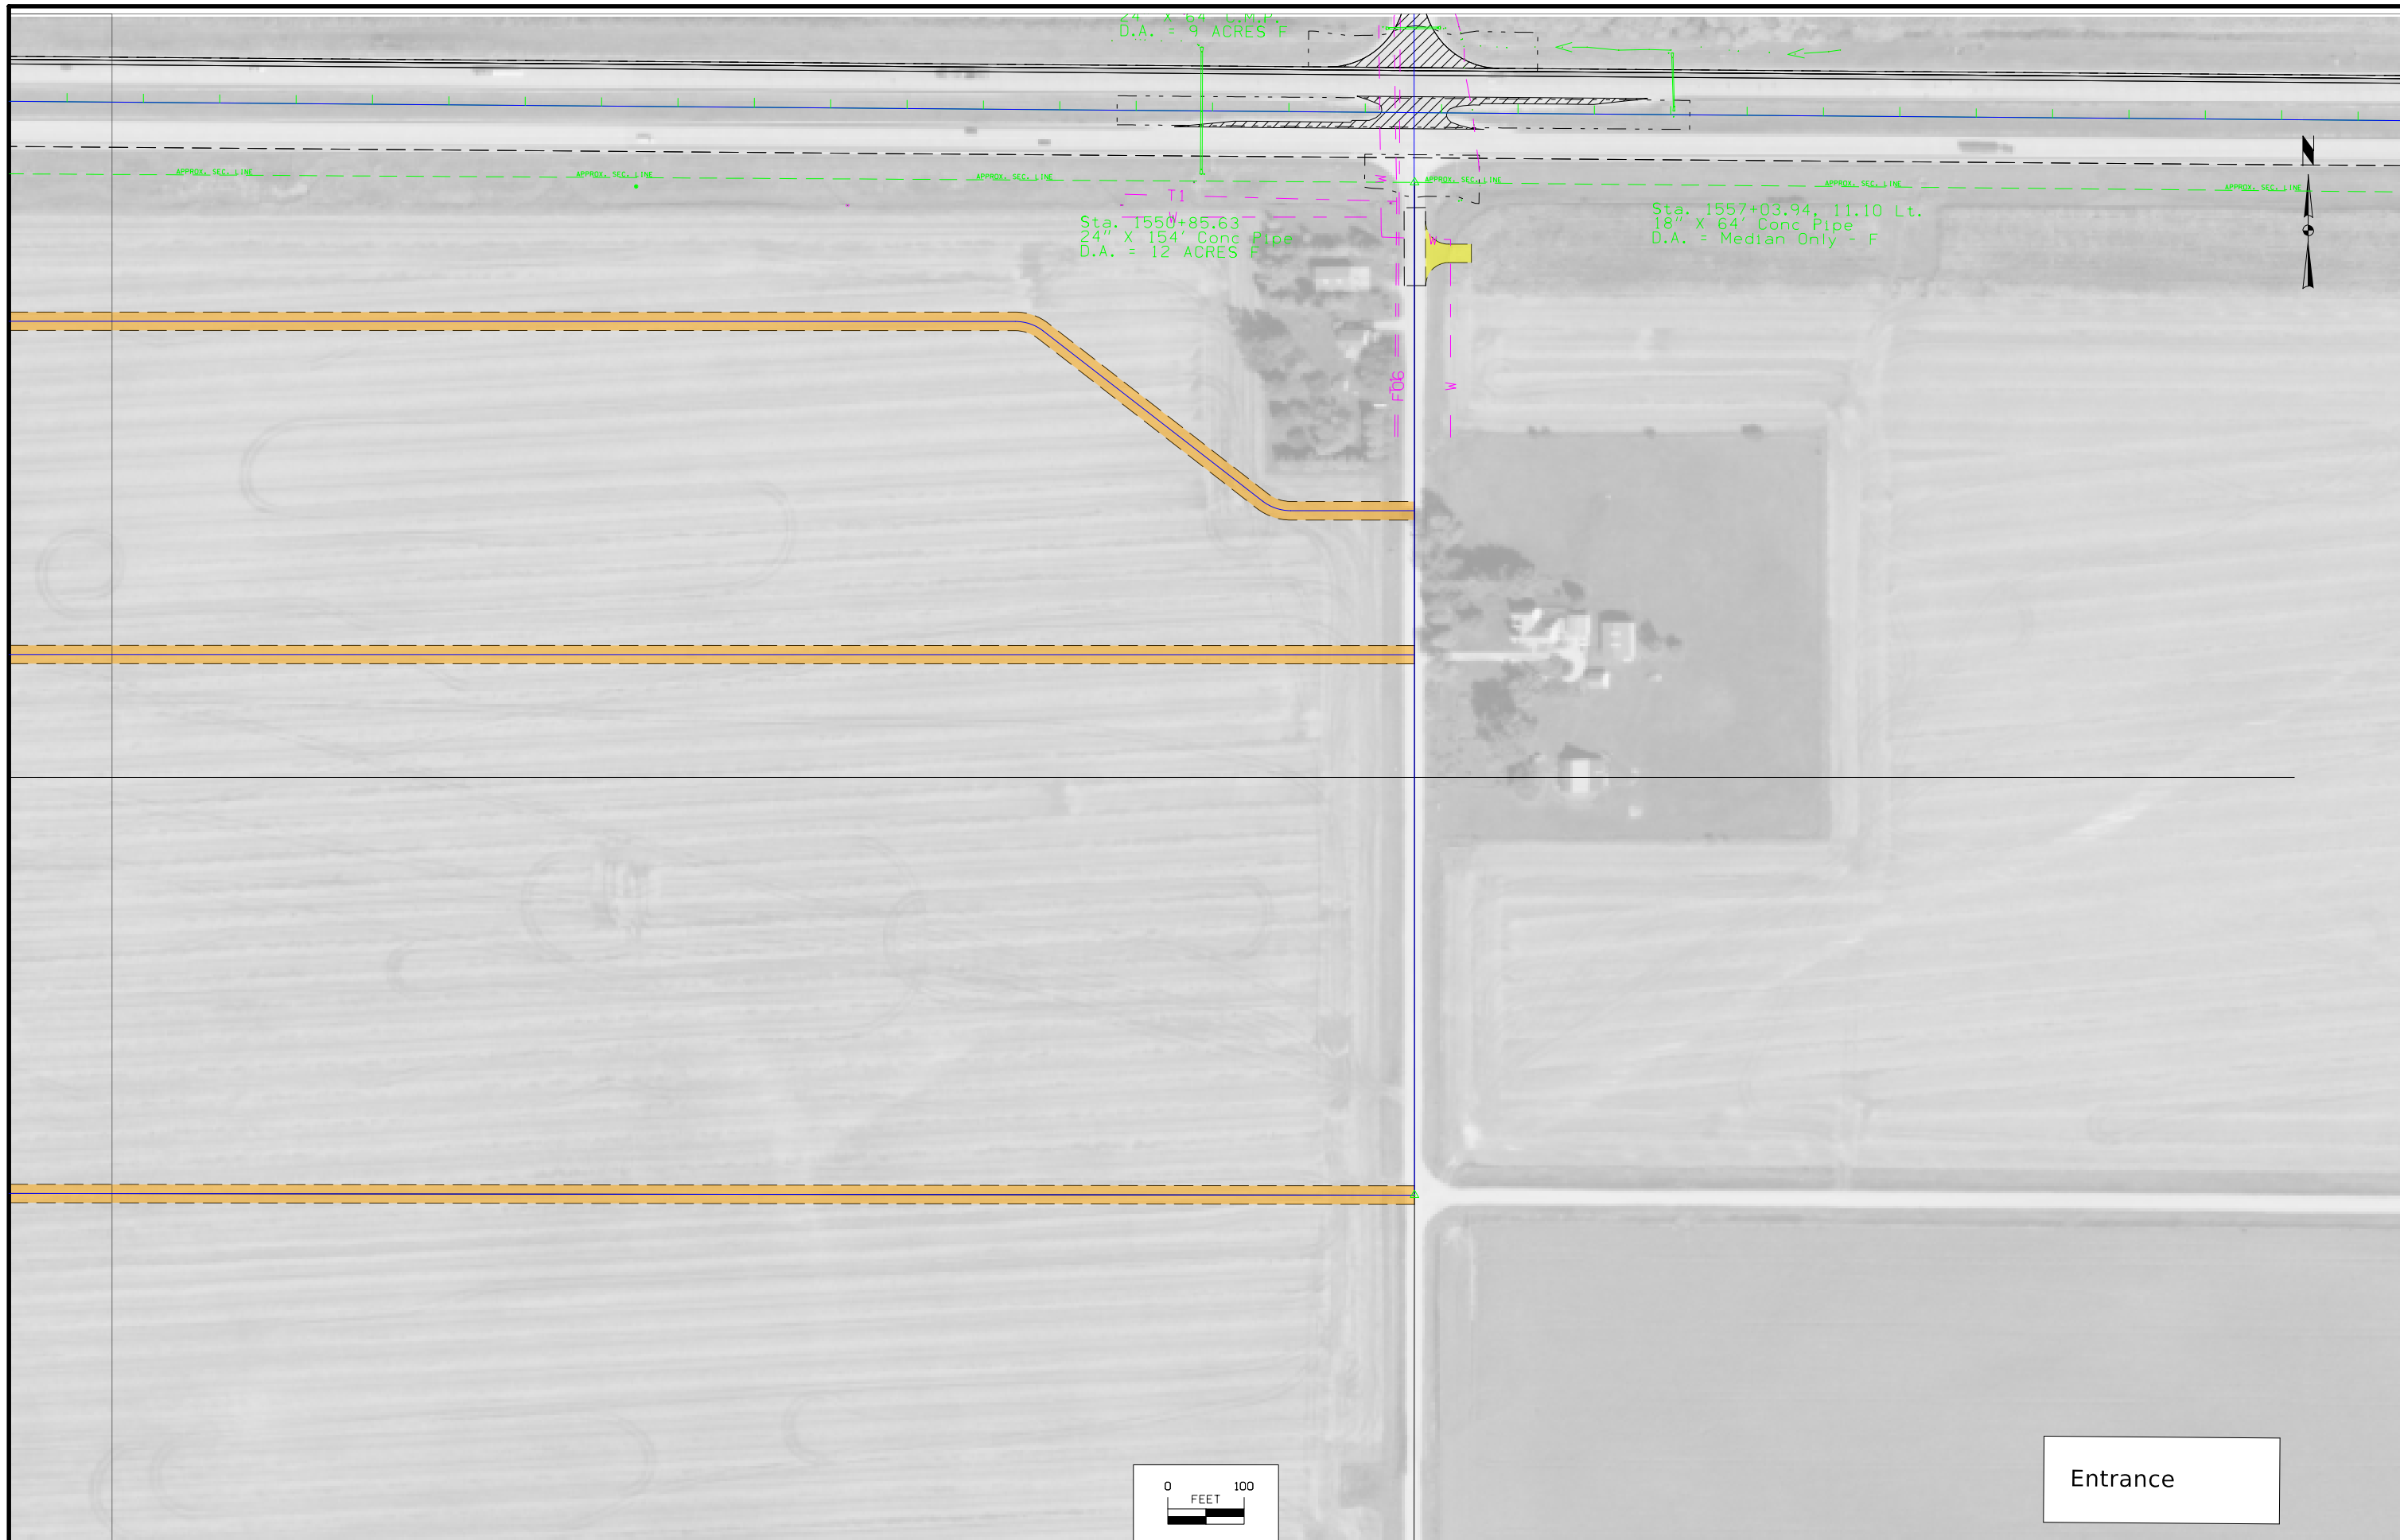 24" X 64' C.M.P.
D.A. = 9 ACRES F
APPROX. SEC. LINE
APPROX. SEC. LINE
APPROX. SEC. LINE
APPROX. SEC. LINE
APPROX. SEC. LINE
APPROX. SEC. LINE
N
W
T1
W
Sta. 1550+85.63
24" X 154' Conc Pipe
D.A. = 12 ACRES F
Sta. 1557+03.94, 11.10 Lt.
18" X 64' Conc Pipe
D.A. = Median Only - F
W
W
0 100
FEET
Entrance